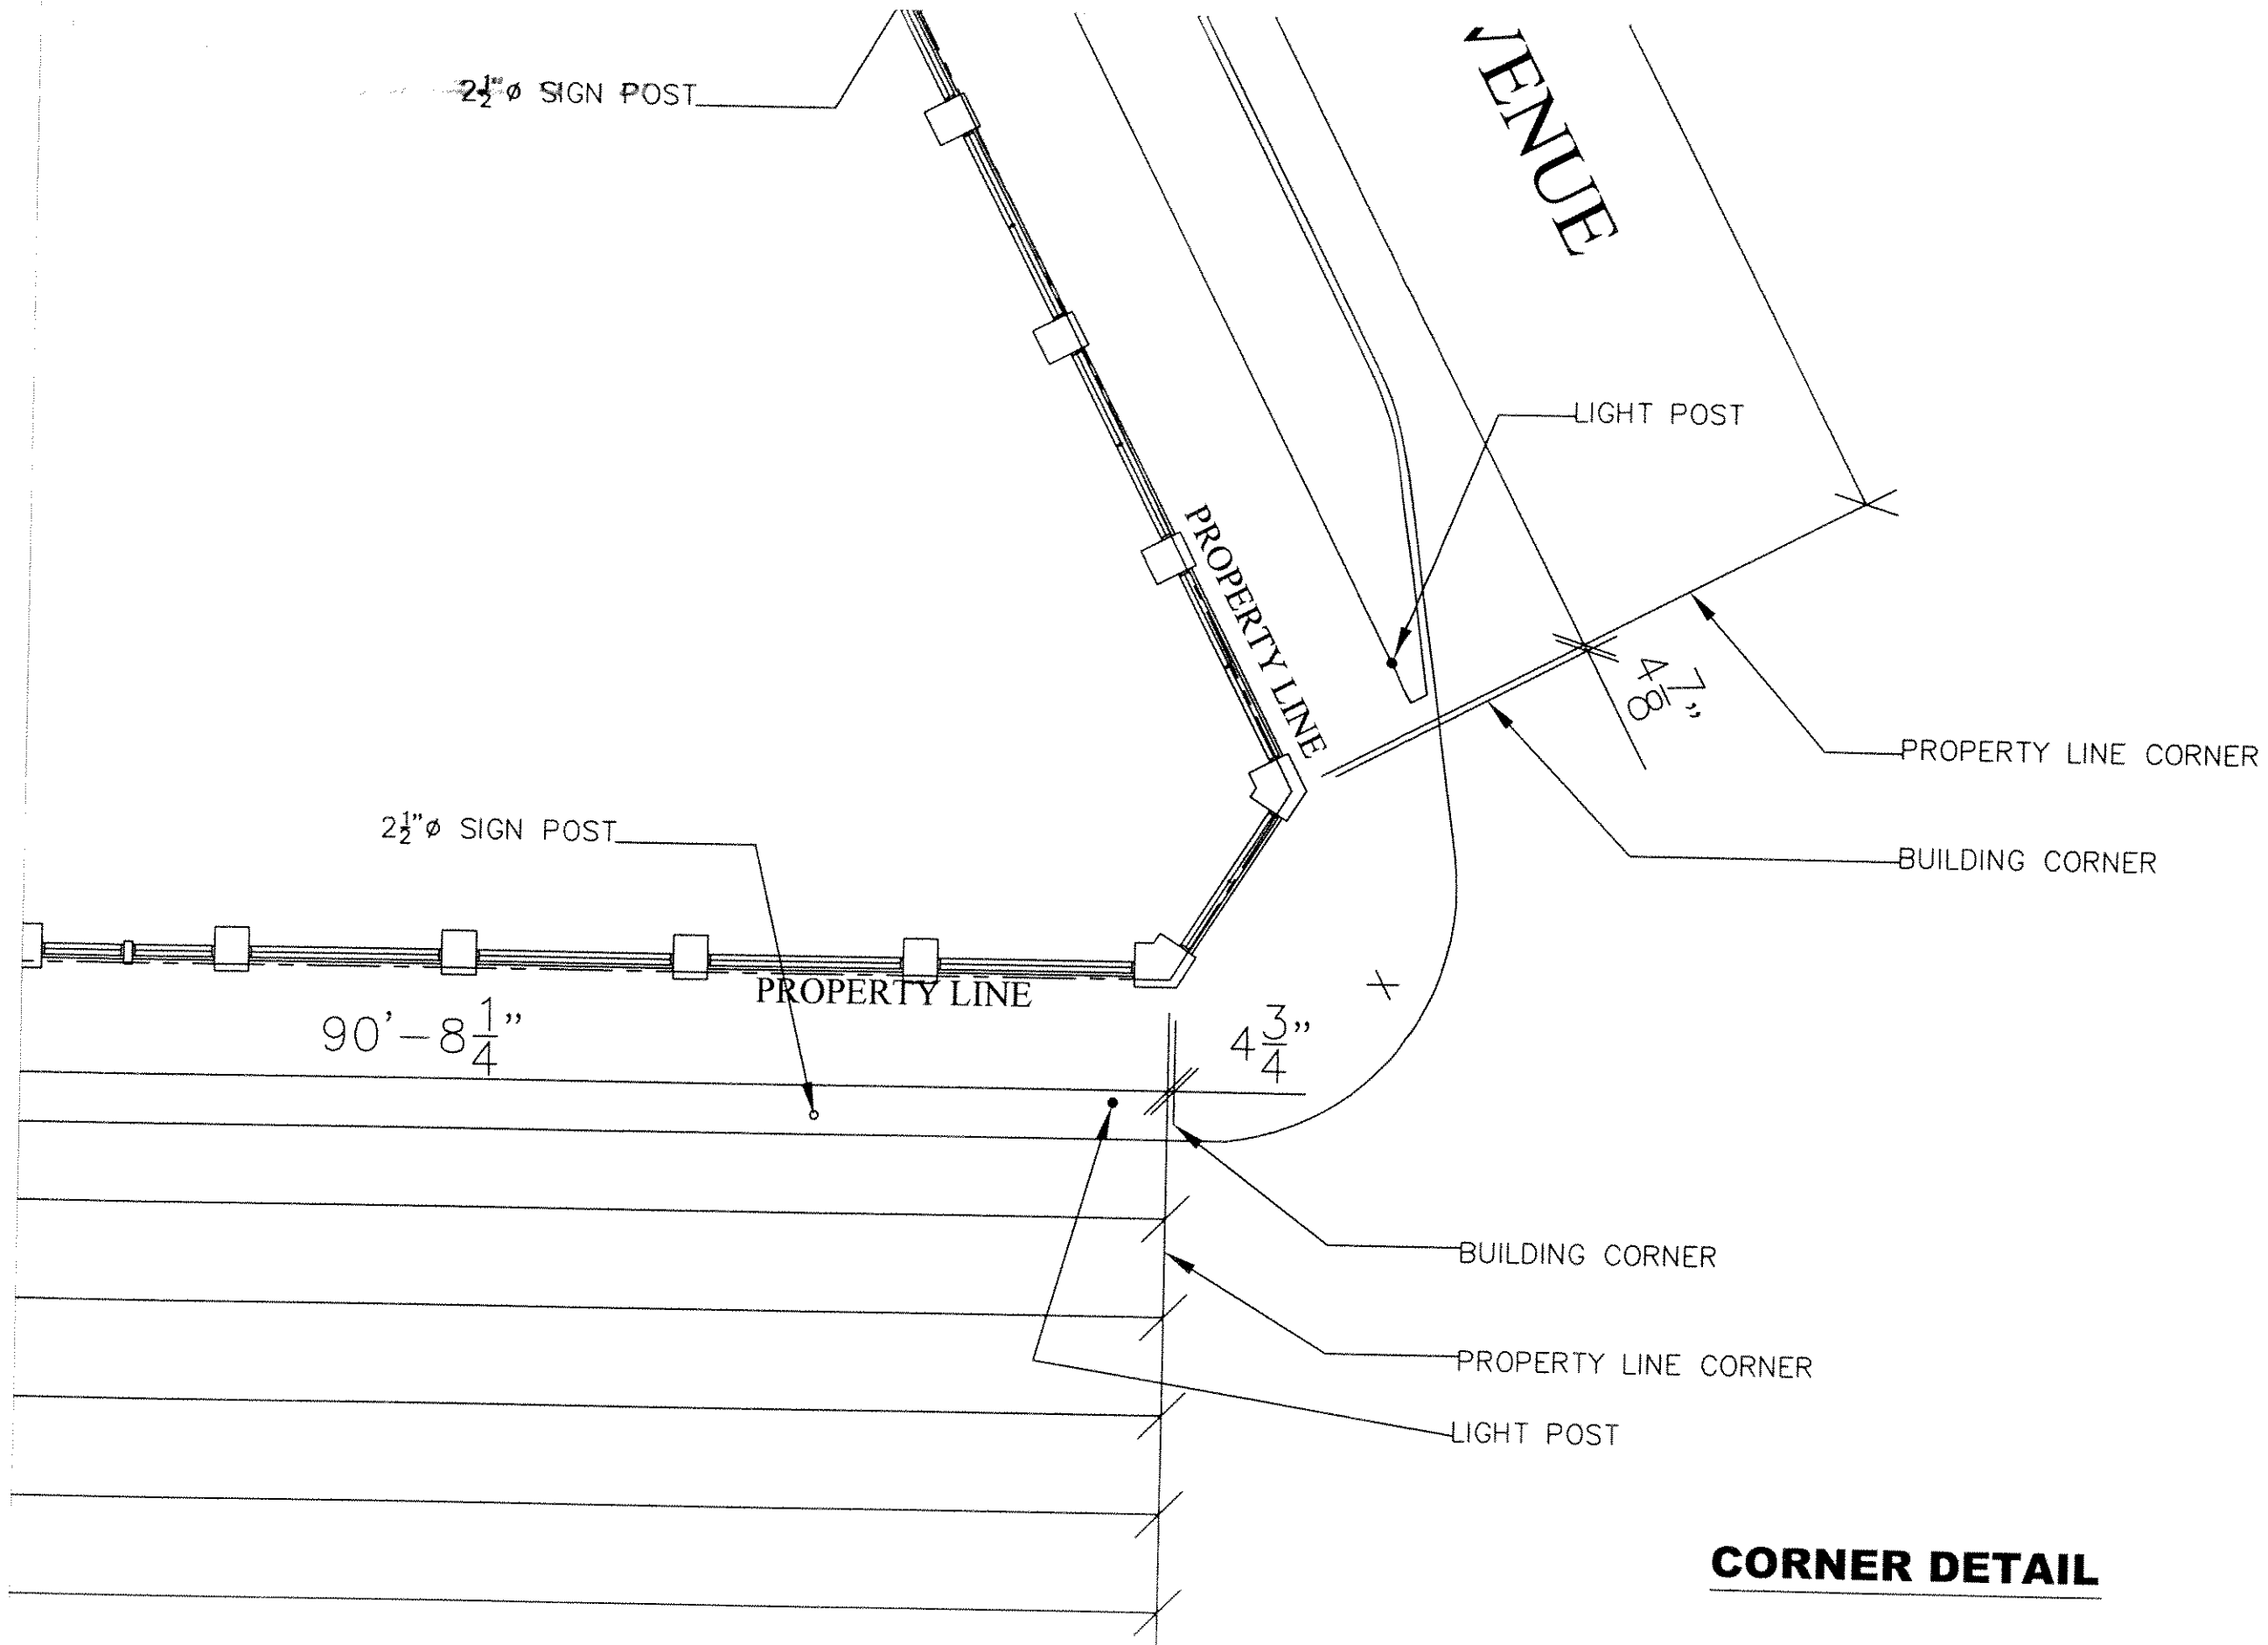 VENUE
2½"ø SIGN POST
LIGHT POST
PROPERTY LINE
4⅞"
PROPERTY LINE CORNER
2½"ø SIGN POST
BUILDING CORNER
PROPERTY LINE
90'-8¼"
4¾"
BUILDING CORNER
PROPERTY LINE CORNER
LIGHT POST
CORNER DETAIL